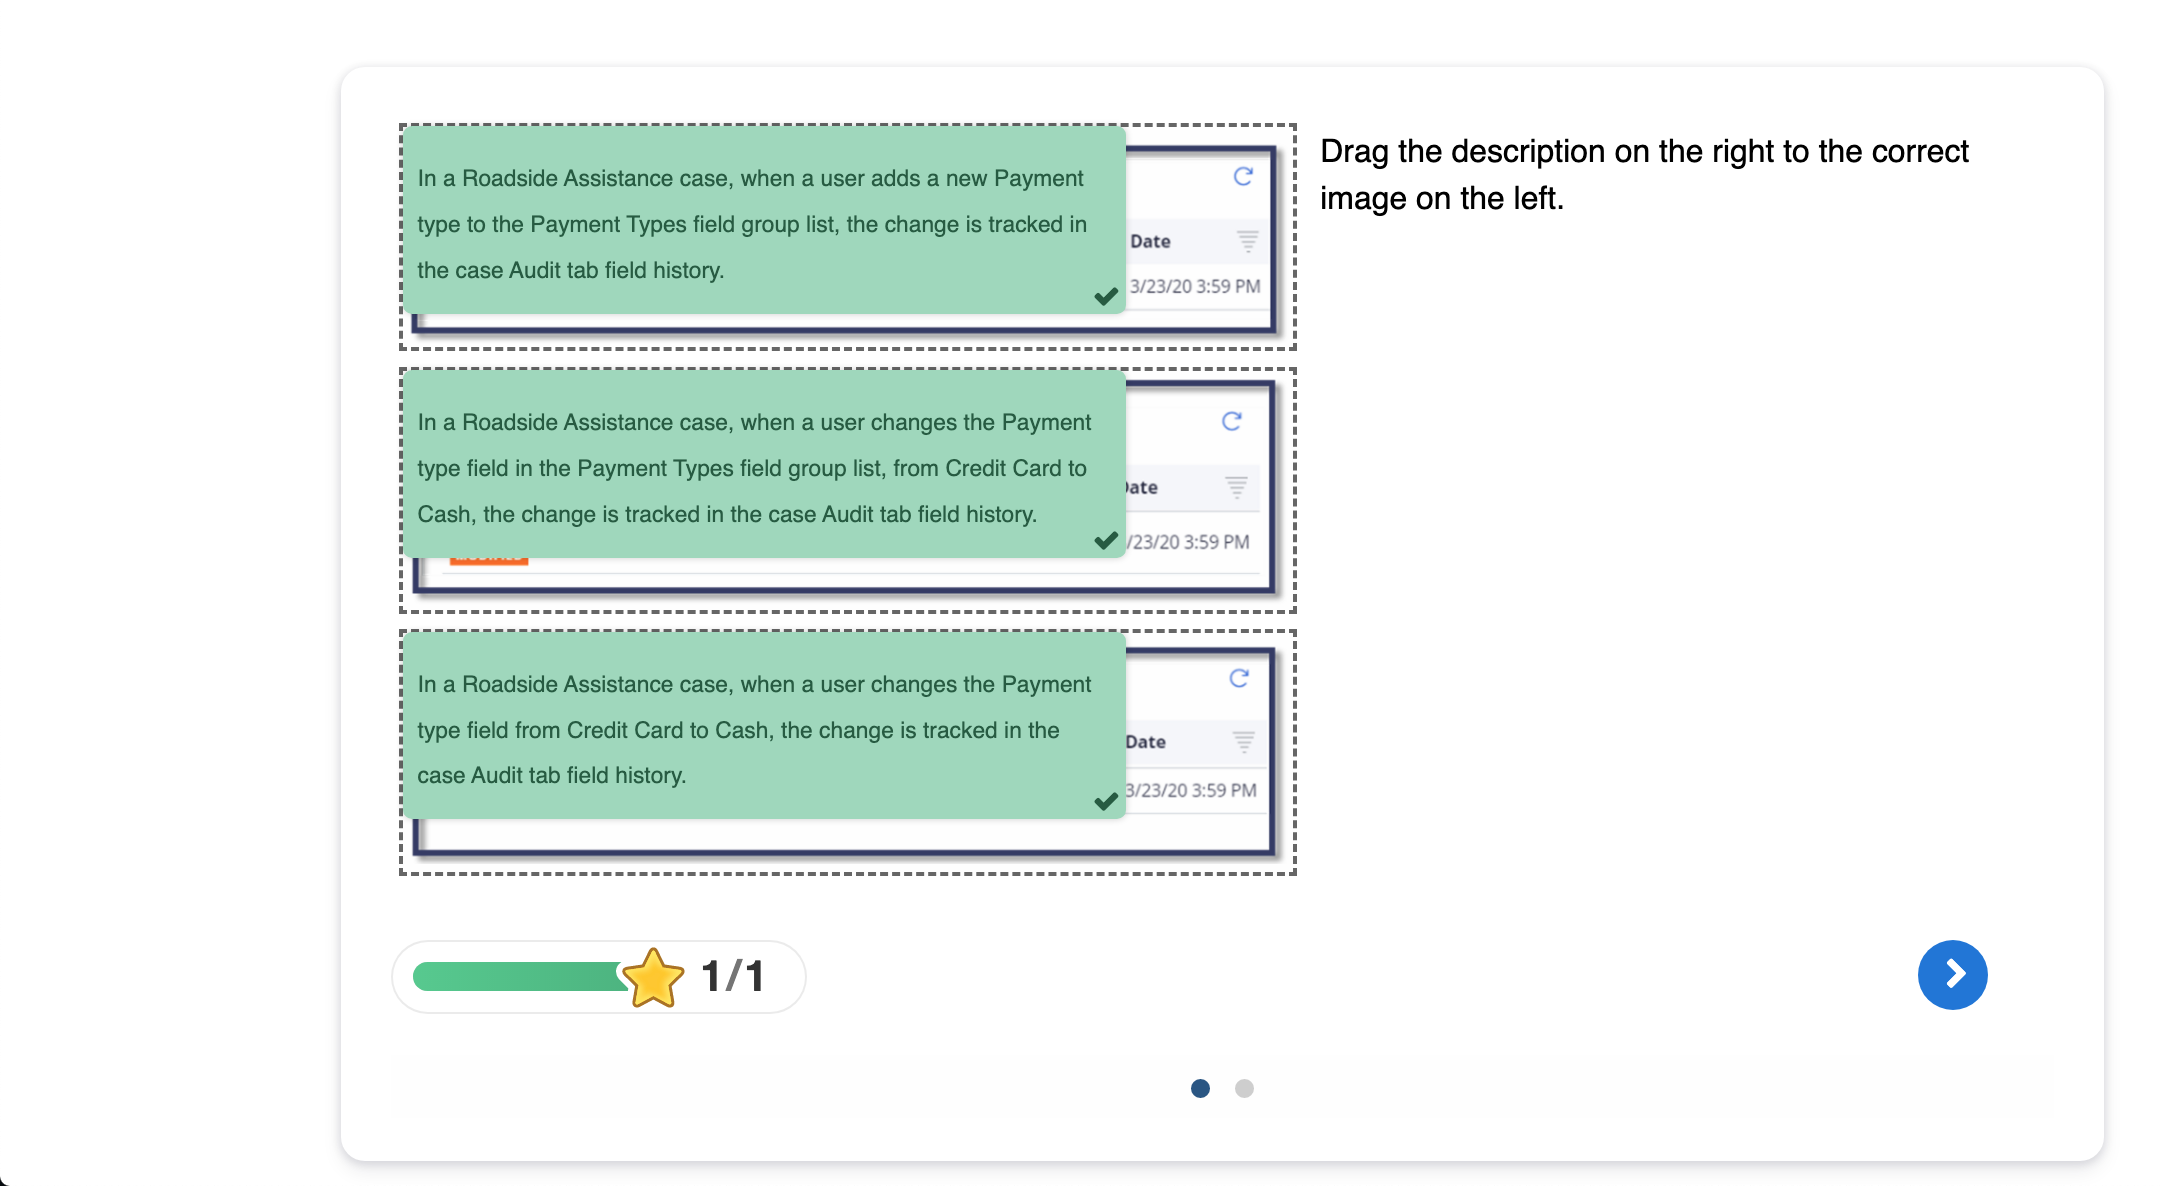 In a Roadside Assistance case, when a user adds a new Payment
type to the Payment Types field group list, the change is tracked in
the case Audit tab field history.
Date
3/23/20 3:59 PM
In a Roadside Assistance case, when a user changes the Payment
type field in the Payment Types field group list, from Credit Card to
Cash, the change is tracked in the case Audit tab field history.
/23/20 3:59 PM
In a Roadside Assistance case, when a user changes the Payment
type field from Credit Card to Cash, the change is tracked in the
case Audit tab field history.
Date
3/23/20 3:59 PM
Drag the description on the right to the correct
image on the left.
1/1